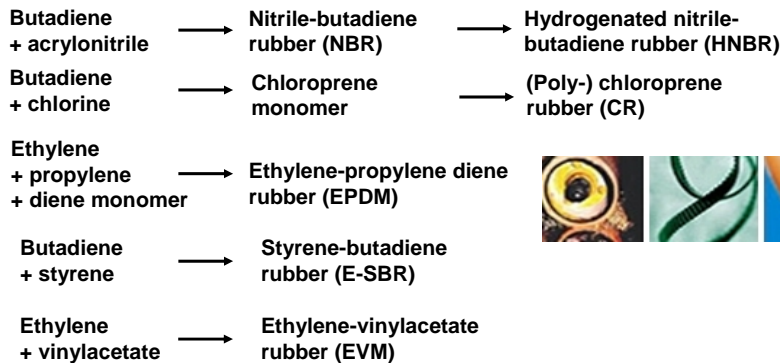 Butadiene
+ acrylonitrile
Nitrile-butadiene
rubber (NBR)
Hydrogenated nitrile-
butadiene rubber (HNBR)
Butadiene
+ chlorine
Chloroprene
monomer
(Poly-) chloroprene
rubber (CR)
Ethylene
+ propylene
+ diene monomer
Ethylene-propylene diene
rubber (EPDM)
Butadiene
+ styrene
Styrene-butadiene
rubber (E-SBR)
Ethylene
+ vinylacetate
Ethylene-vinylacetate
rubber (EVM)